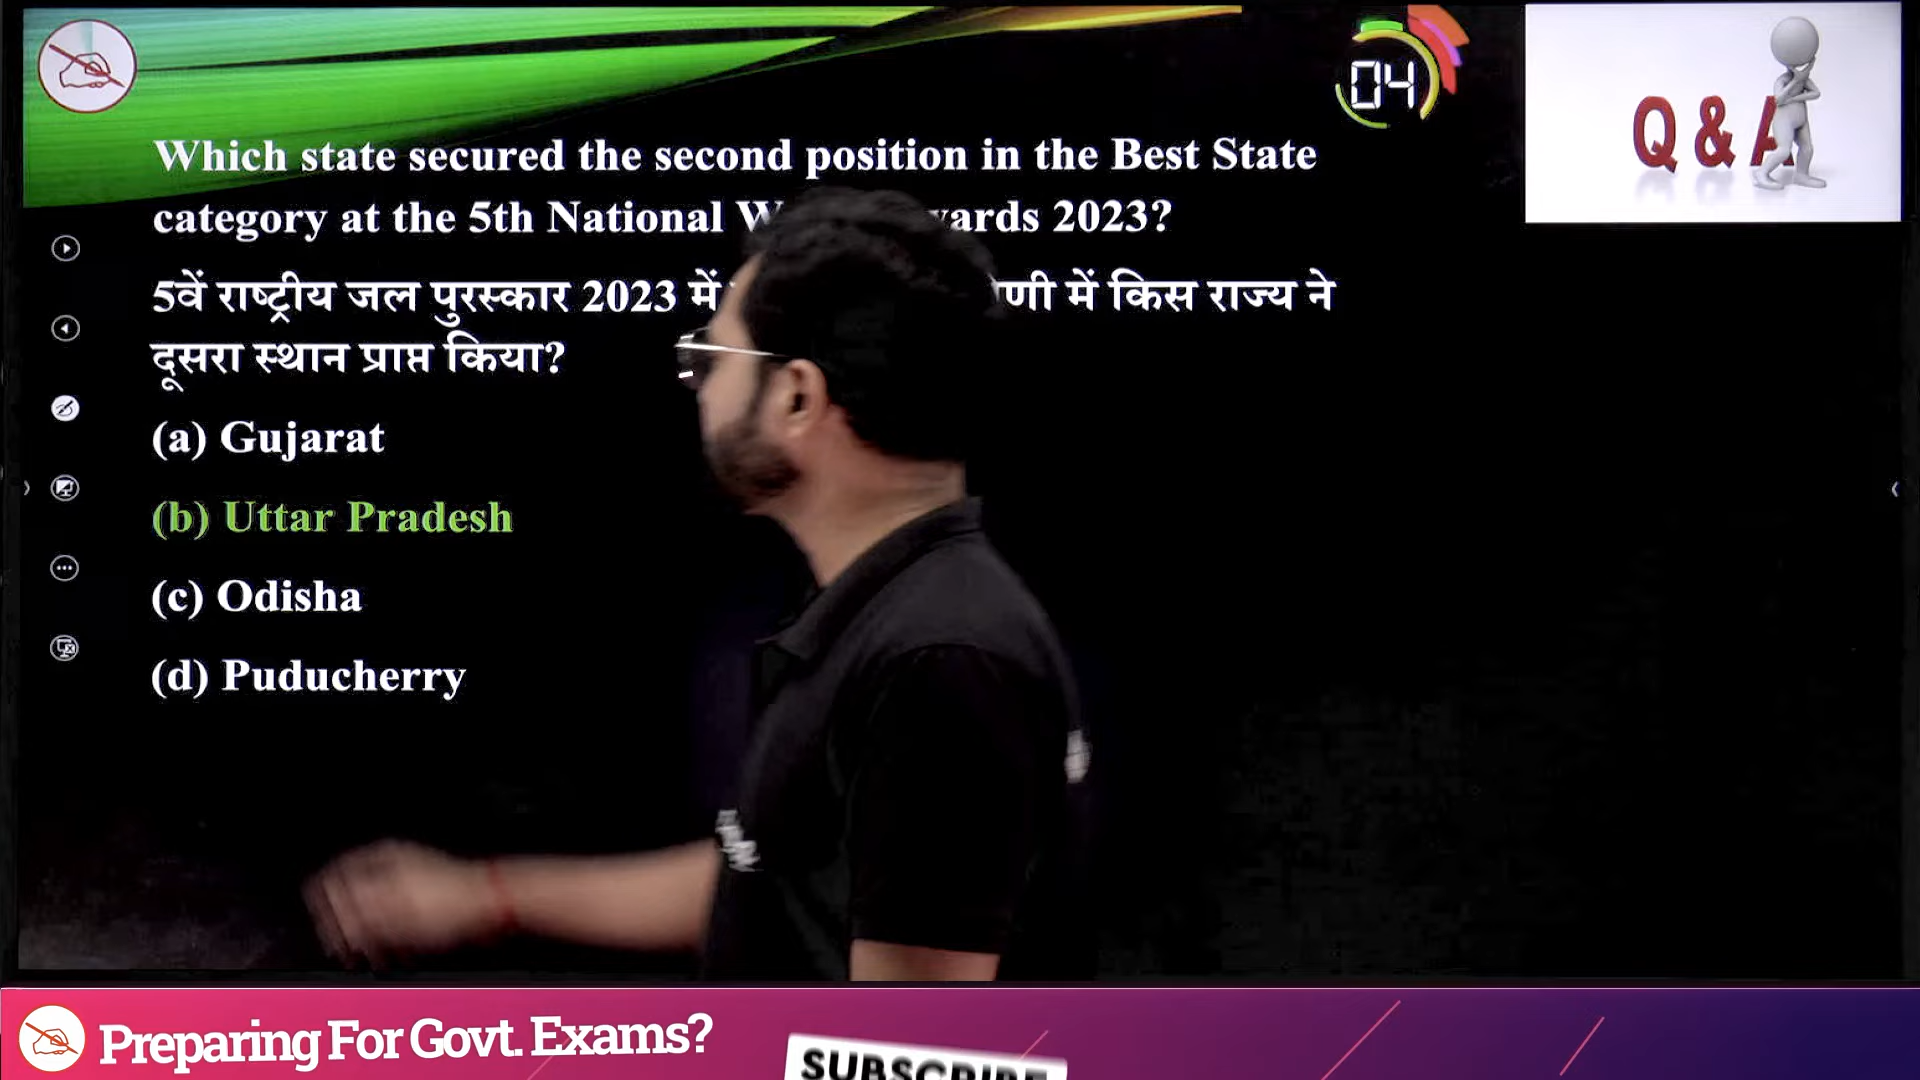 04
Q & A
Which state secured the second position in the Best State
category at the 5th National 2023?
5वें राष्ट्रीय जल पुरस्कार 2023 में में किस राज्य ने
दूसरा स्थान प्राप्त किया?
(a) Gujarat
(b) Uttar Pradesh
(c) Odisha
(d) Puducherry
Preparing For Govt. Exams?
SUBSCRIBE